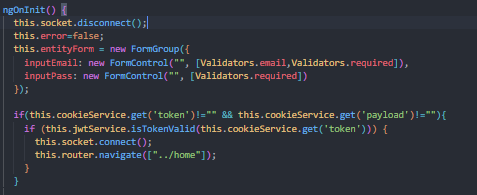 ngOnInit() {
this.socket.disconnect();
this.error=false;
this.entityForm = new FormGroup({
inputEmail: new FormControl("", [Validators.email,Validators.required]),
inputPass: new FormControl("", [Validators.required])
});
if(this.cookieService.get('token')!="" && this.cookieService.get('payload')!=""){
if (this.jwtService.isTokenValid(this.cookieService.get('token'))) {
this.socket.connect();
this.router.navigate(["../home"]);
}
}